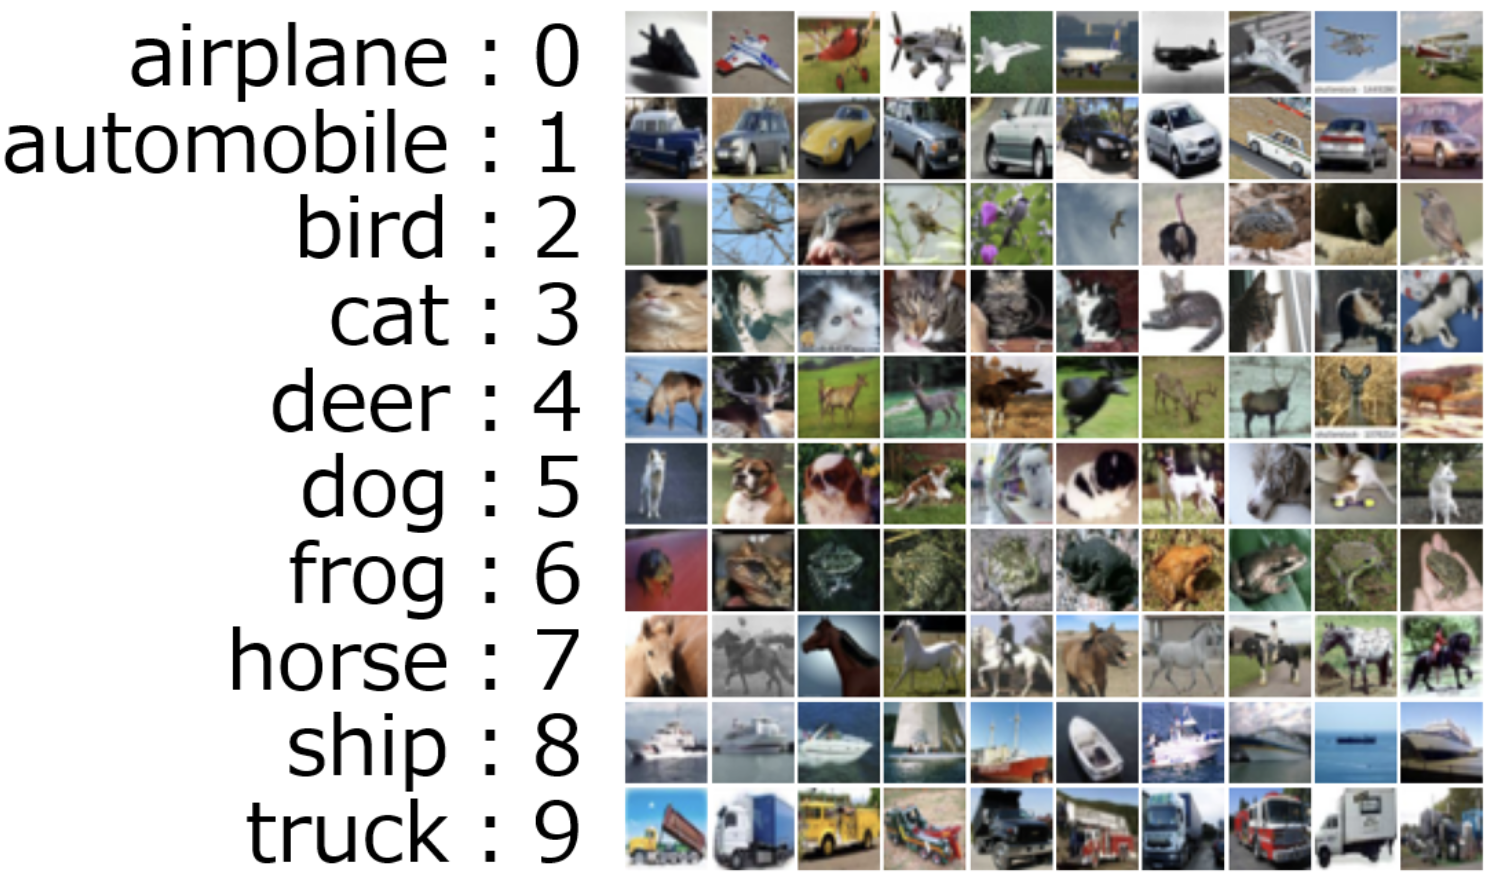 airplane : 0
automobile : 1
bird : 2
cat : 3
deer : 4
dog : 5
frog : 6
horse : 7
ship : 8
truck : 9